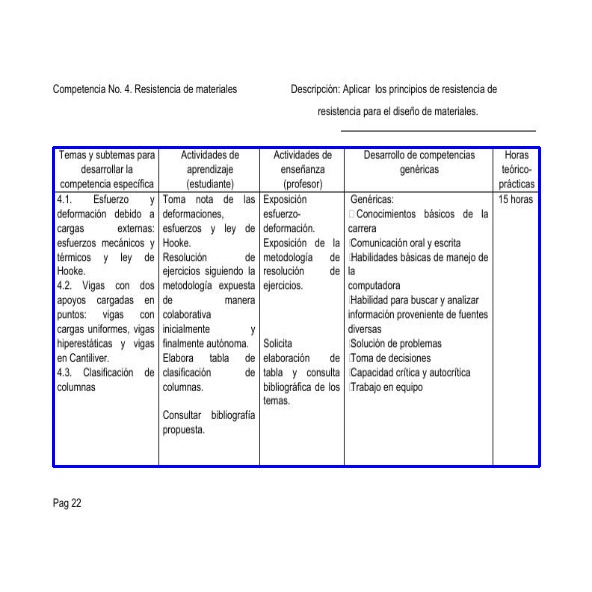 Competencia No. 4. Resistencia de materiales
Descripción: Aplicar los principios de resistencia de
resistencia para el diseño de materiales.
Temas y subtemas para
desarrollar la
competencia específica
Actividades de
aprendizaje
(estudiante)
Actividades de
enseñanza
(profesor)
Desarrollo de competencias
genéricas
Horas
teórico-
prácticas
4.1. Esfuerzo y
deformación debido a
cargas externas:
esfuerzos mecánicos y
térmicos y ley de
Hooke.
4.2. Vigas con dos
apoyos cargadas en
puntos: vigas con
cargas uniformes, vigas
hiperestáticas y vigas
en Cantiliver.
4.3. Clasificación de
columnas
Toma nota de las
deformaciones,
esfuerzos y ley de
Hooke.
Resolución de
ejercicios siguiendo la
metodología expuesta
de manera
colaborativa
inicialmente y
finalmente autónoma.
Elabora tabla de
clasificación de
columnas.
Consultar bibliografía
propuesta.
Exposición
esfuerzo-
deformación.
Exposición de la
metodología de
resolución de
ejercicios.
Solicita
elaboración de
tabla y consulta
bibliográfica de los
temas.
Genéricas:
Conocimientos básicos de la
carrera
Comunicación oral y escrita
Habilidades básicas de manejo de
la
computadora
Habilidad para buscar y analizar
información proveniente de fuentes
diversas
Solución de problemas
Toma de decisiones
Capacidad crítica y autocrítica
Trabajo en equipo
15 horas
Pag 22